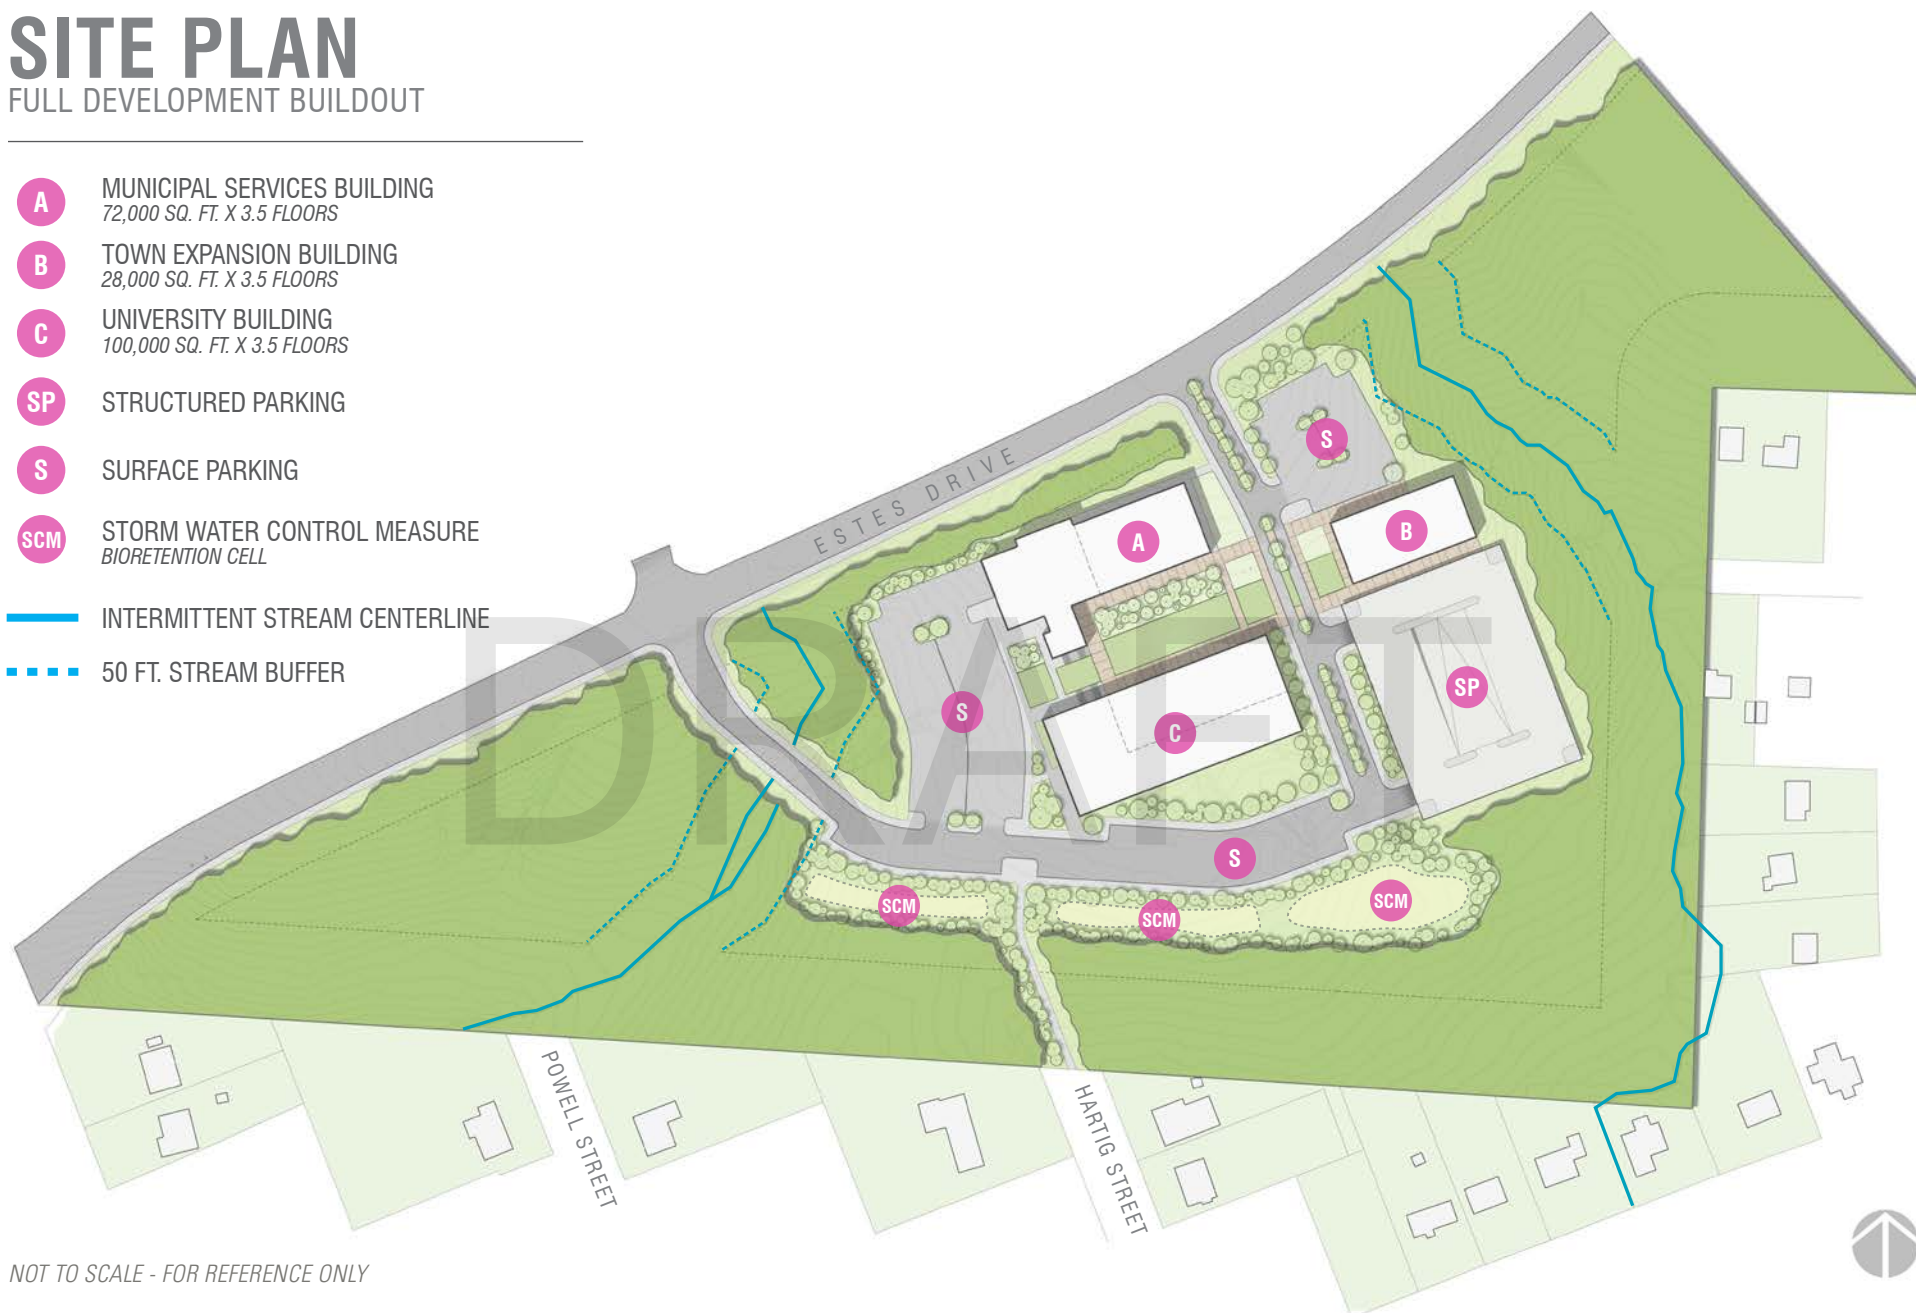 SITE PLAN
FULL DEVELOPMENT BUILDOUT
A
MUNICIPAL SERVICES BUILDING
72,000 SQ. FT. X 3.5 FLOORS
B
TOWN EXPANSION BUILDING
28,000 SQ. FT. X 3.5 FLOORS
C
UNIVERSITY BUILDING
100,000 SQ. FT. X 3.5 FLOORS
SP
STRUCTURED PARKING
S
SURFACE PARKING
SCM
STORM WATER CONTROL MEASURE
BIORETENTION CELL
INTERMITTENT STREAM CENTERLINE
50 FT. STREAM BUFFER
ESTES DRIVE
S
A
B
S
SP
C
S
SCM
SCM
SCM
DRAFT
POWELL STREET
HARTIG STREET
NOT TO SCALE - FOR REFERENCE ONLY